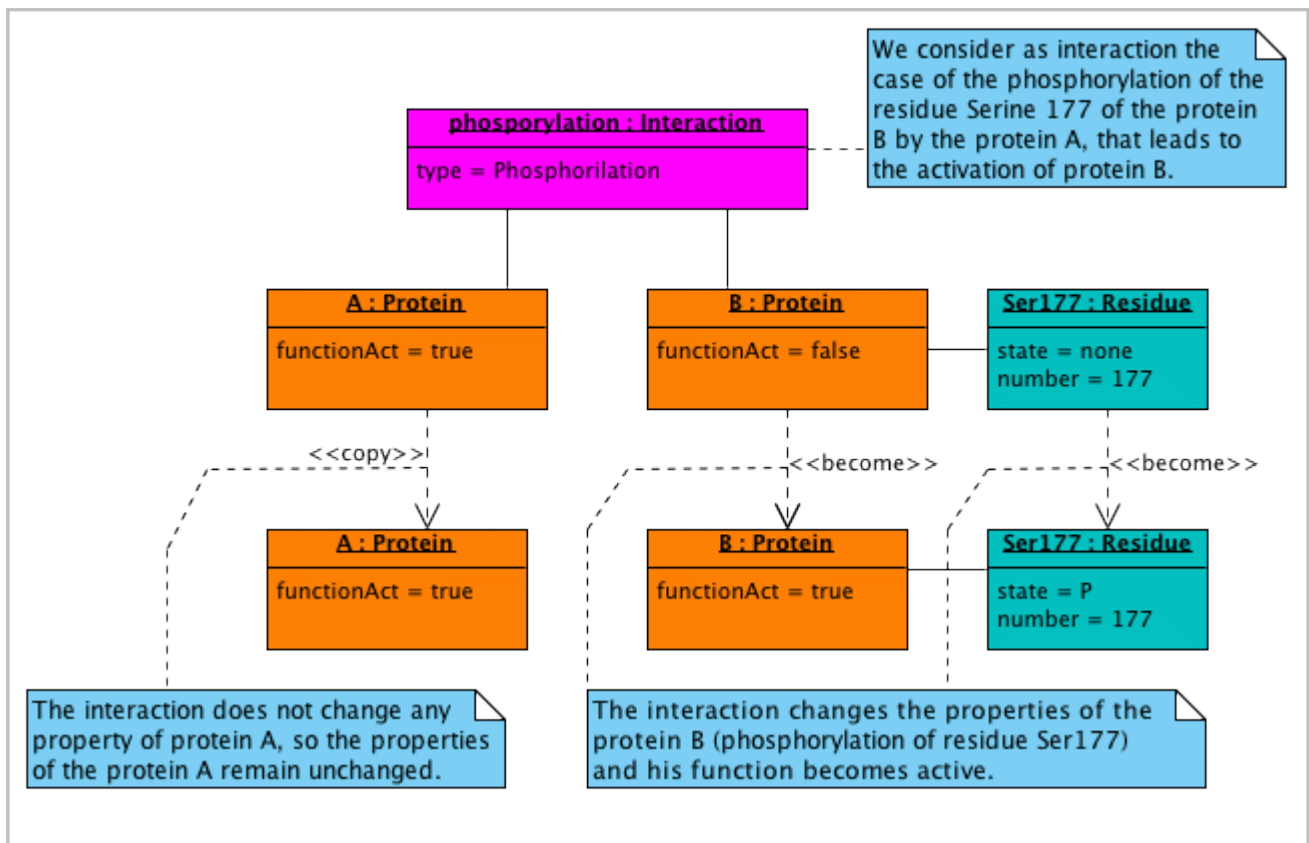 We consider as interaction the
case of the phosphorylation of the
residue Serine 177 of the protein
B by the protein A, that leads to
the activation of protein B.
phosporylation : Interaction
type = Phosphorilation
A : Protein
functionAct = true
B : Protein
functionAct = false
Ser177 : Residue
state = none
number = 177
<<copy>>
<<become>>
<<become>>
A : Protein
functionAct = true
B : Protein
functionAct = true
Ser177 : Residue
state = P
number = 177
The interaction does not change any
property of protein A, so the properties
of the protein A remain unchanged.
The interaction changes the properties of the
protein B (phosphorylation of residue Ser177)
and his function becomes active.